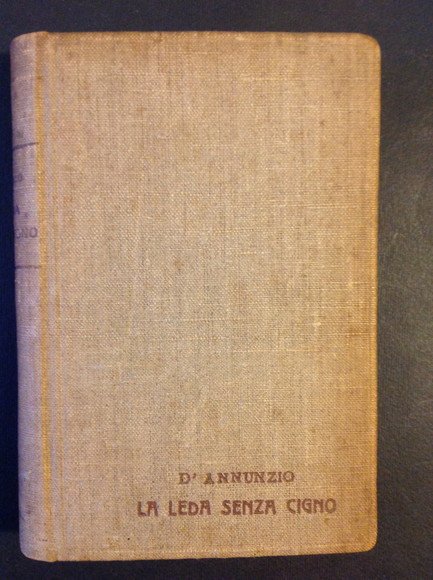 D' ANNUNZIO
LA LEDA SENZA CIGNO